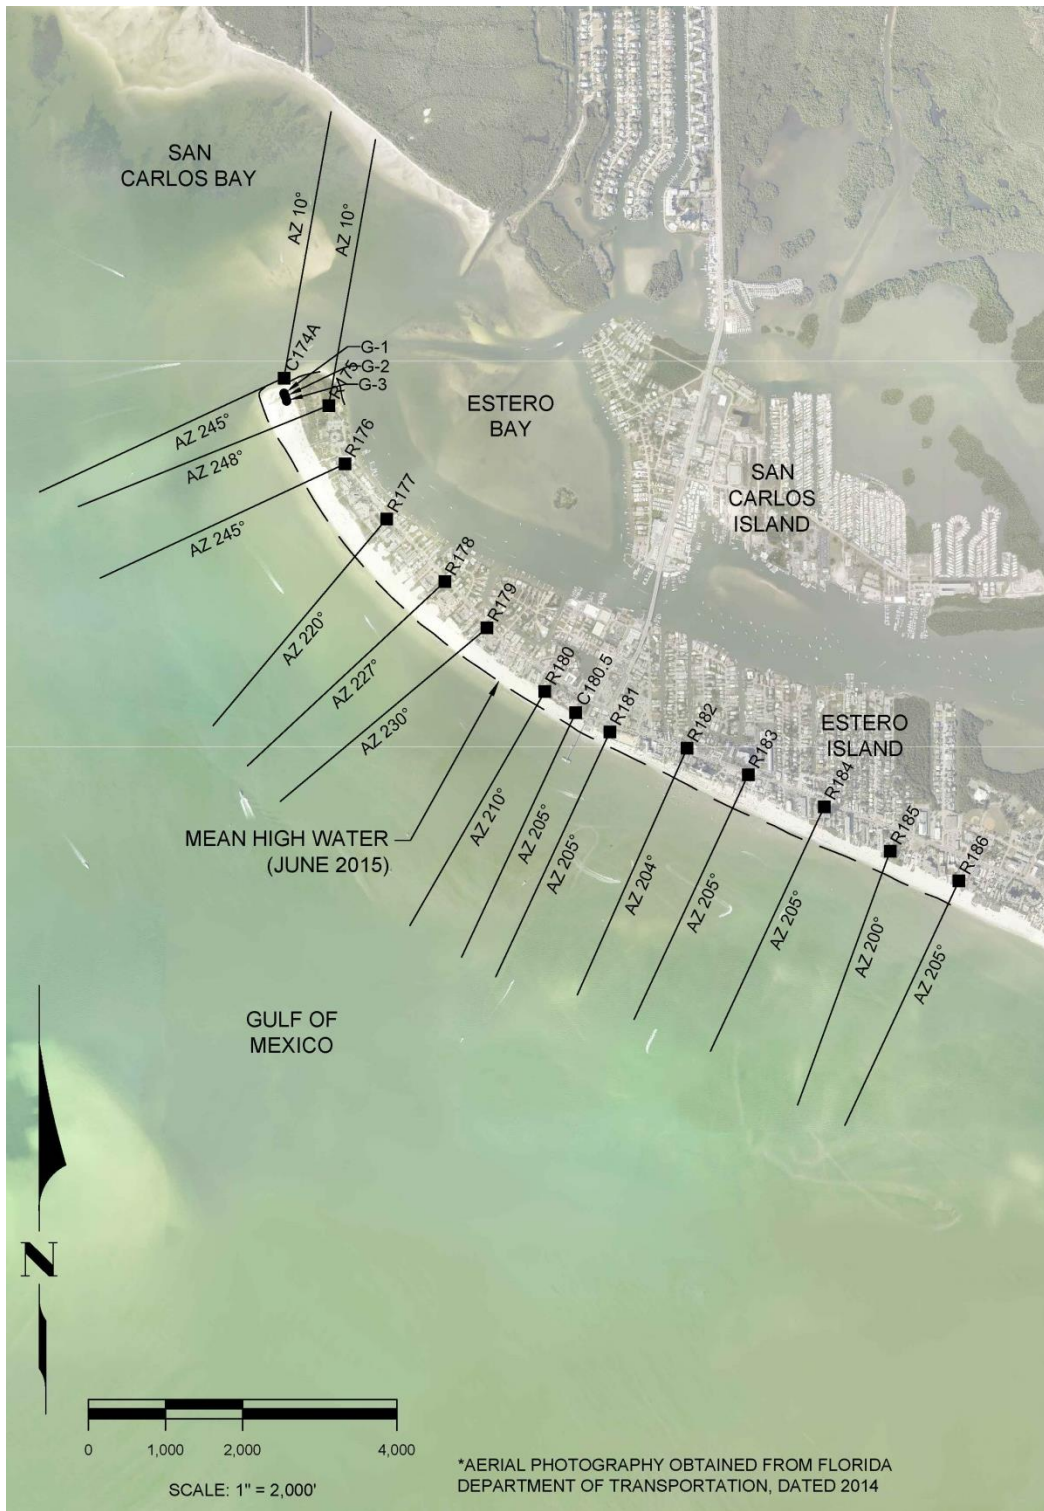 SAN
CARLOS BAY
AZ 10°
AZ 10°
C174A
G-1
G-2
G-3
R175
AZ 245°
AZ 248°
AZ 245°
R176
ESTERO
BAY
R177
SAN
CARLOS
ISLAND
R178
R179
AZ 220°
AZ 227°
AZ 230°
R180
C180.5
R181
R182
R183
ESTERO
ISLAND
R184
R185
R186
MEAN HIGH WATER
(JUNE 2015)
AZ 210°
AZ 205°
AZ 205°
AZ 204°
AZ 205°
AZ 205°
AZ 200°
AZ 205°
GULF OF
MEXICO
N
0 1,000 2,000 4,000
SCALE: 1" = 2,000'
*AERIAL PHOTOGRAPHY OBTAINED FROM FLORIDA
DEPARTMENT OF TRANSPORTATION, DATED 2014